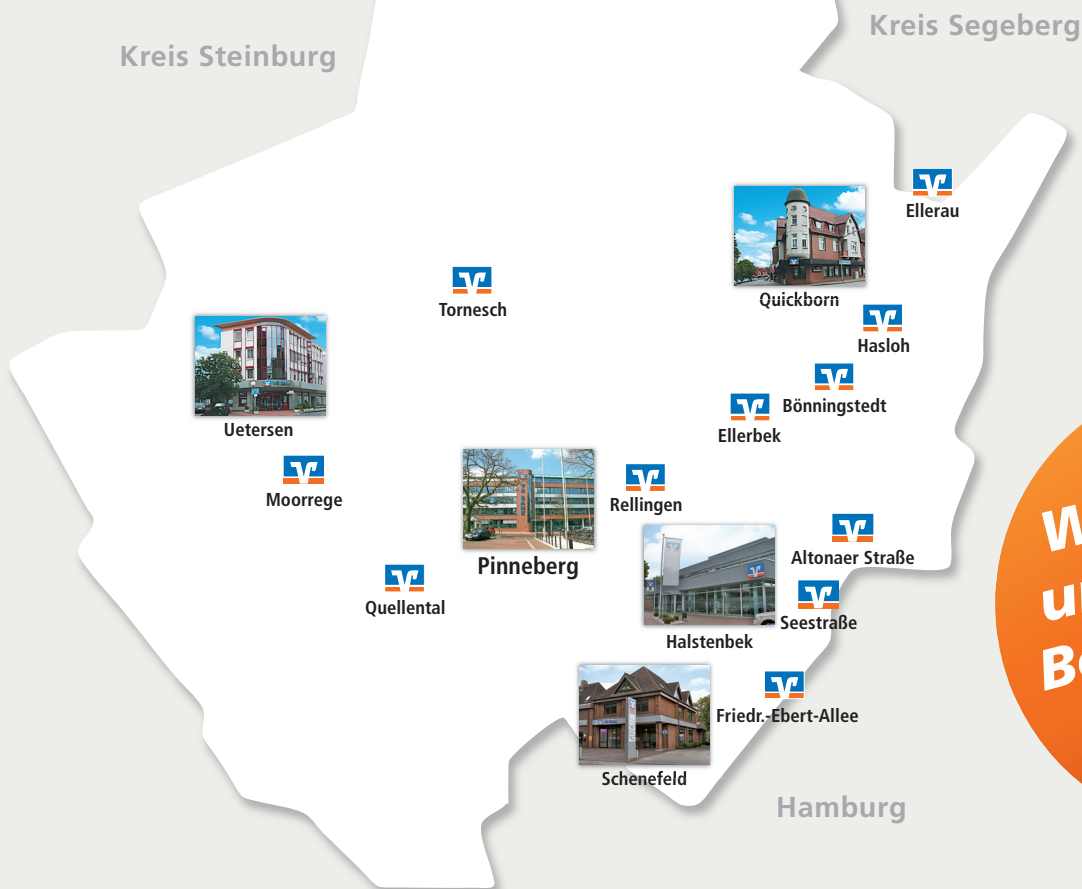 Kreis Steinburg
Kreis Segeberg
Ellerau
Quickborn
Tornesch
Hasloh
Bönningstedt
Ellerbek
Uetersen
Moorrege
Rellingen
Pinneberg
Altonaer Straße
Quellental
Seestraße
Halstenbek
Friedr.-Ebert-Allee
Schenefeld
Hamburg